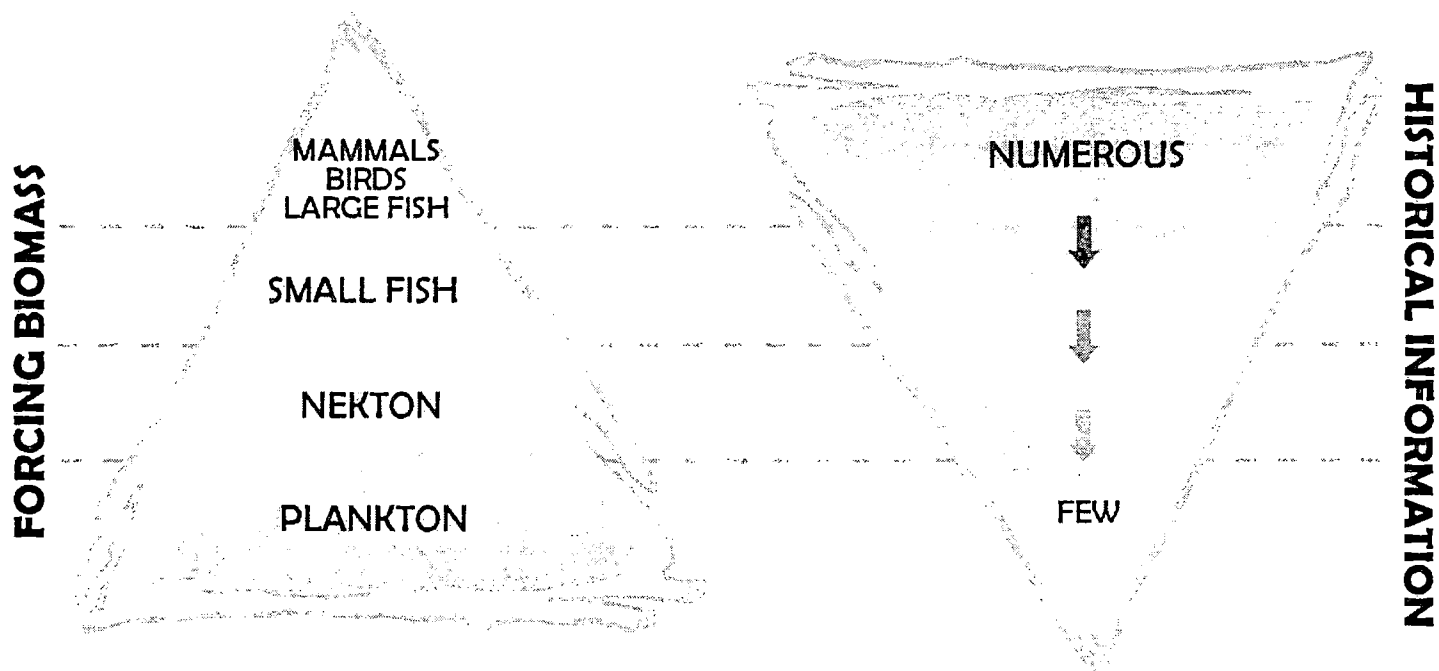 FORCING BIOMASS
MAMMALS
BIRDS
LARGE FISH
SMALL FISH
NEKTON
PLANKTON
NUMEROUS
FEW
HISTORICAL INFORMATION